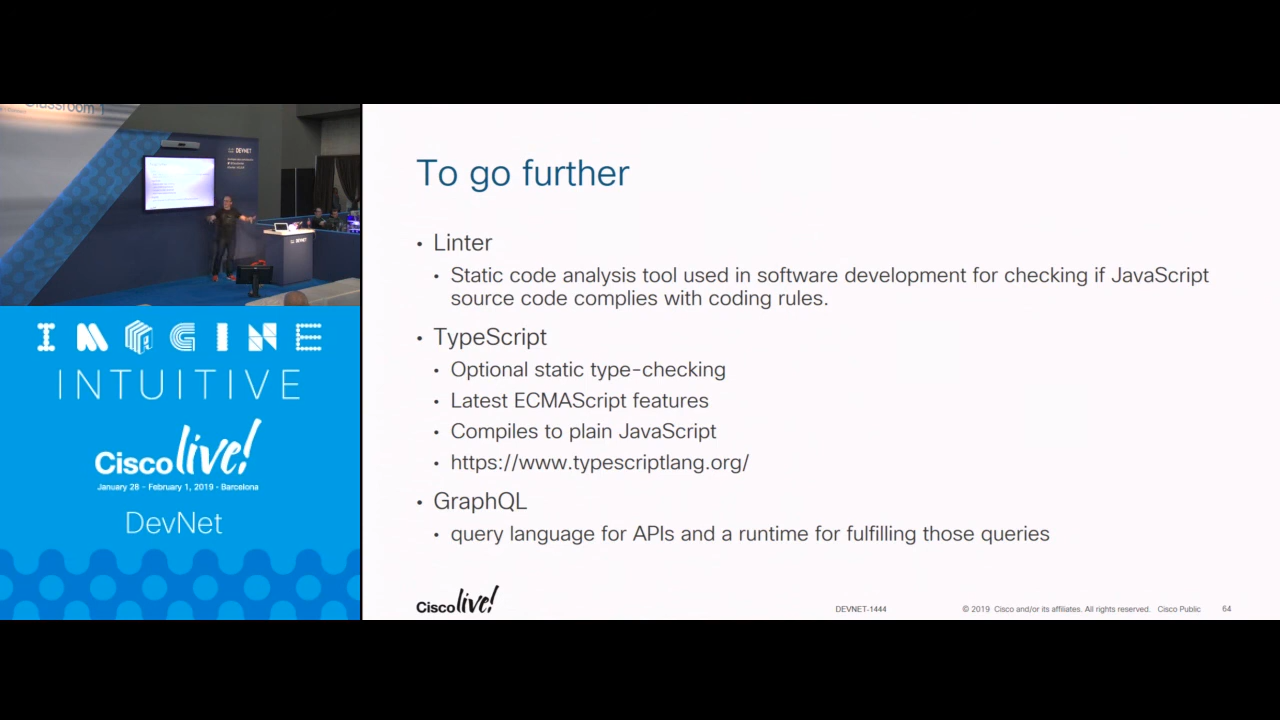 Classroom
DEVNET
DEVNET
IMAGINE
INTUITIVE
Cisco live!
January 28 - February 1, 2019 · Barcelona
DevNet
To go further
• Linter
• Static code analysis tool used in software development for checking if JavaScript
source code complies with coding rules.
• TypeScript
• Optional static type-checking
• Latest ECMAScript features
• Compiles to plain JavaScript
• https://www.typescriptlang.org/
• GraphQL
• query language for APIs and a runtime for fulfilling those queries
Cisco live!
DEVNET-1444
© 2019 Cisco and/or its affiliates. All rights reserved. Cisco Public
64